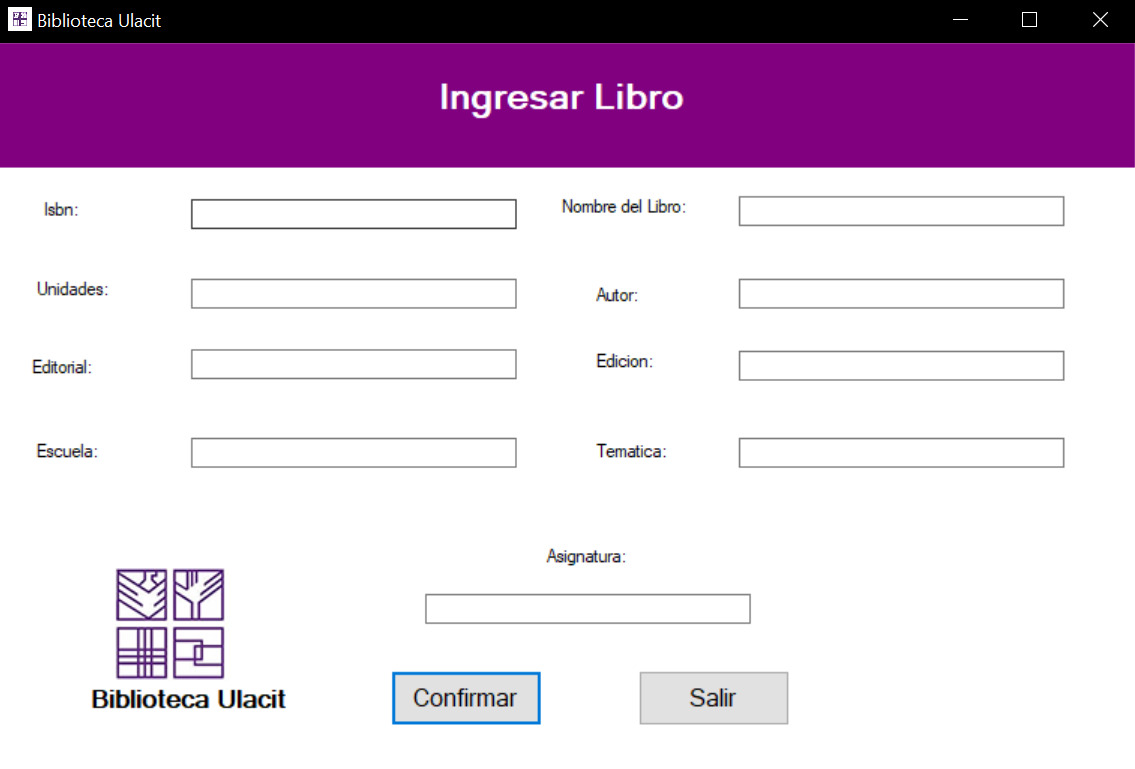 Biblioteca Ulacit
Ingresar Libro
Isbn:
Nombre del Libro:
Unidades:
Autor:
Editorial:
Edicion:
Escuela:
Tematica:
Asignatura:
Biblioteca Ulacit
Confirmar
Salir